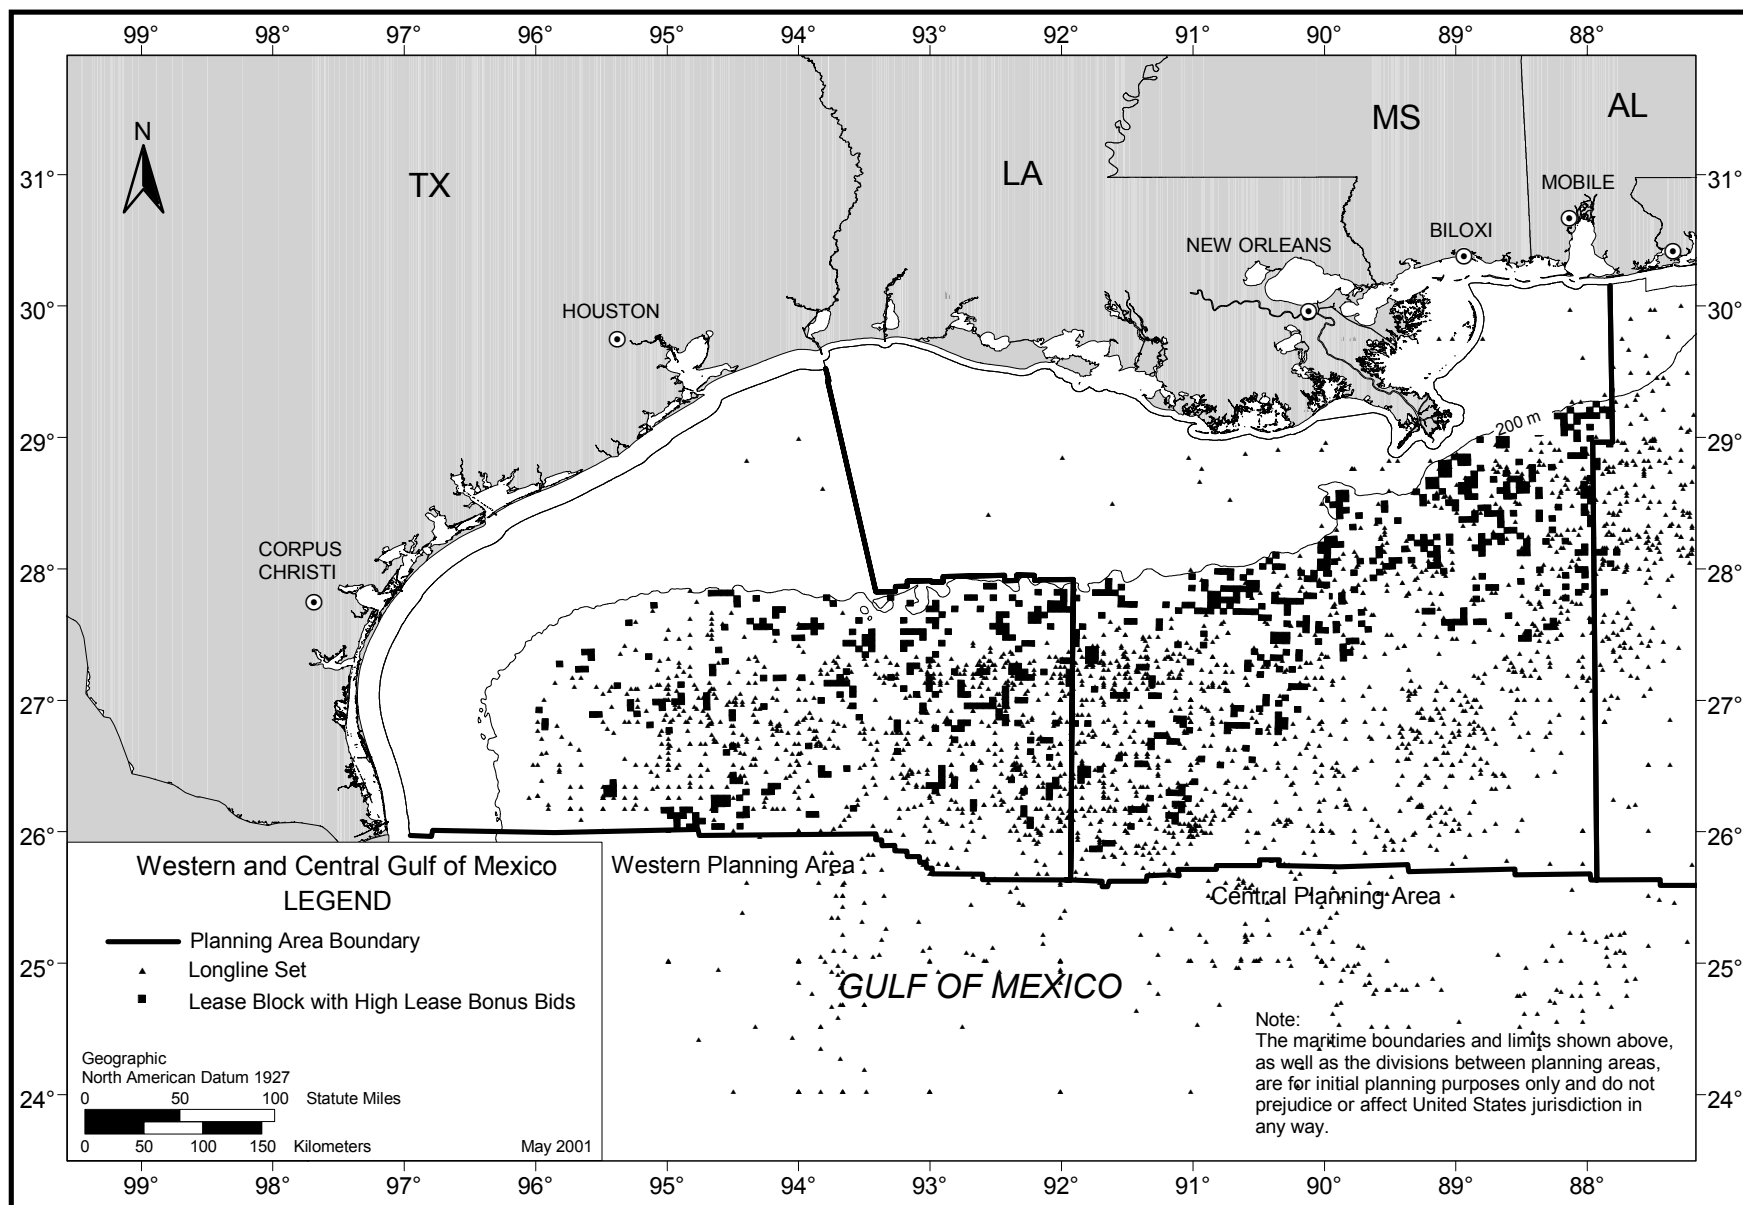 99° 98° 97° 96° 95° 94° 93° 92° 91° 90° 89° 88°
N
TX
LA
MS
AL
31° 31°
MOBILE
BILOXI
NEW ORLEANS
30° 30°
HOUSTON
29° 29°
200 m
CORPUS
CHRISTI
28° 28°
27° 27°
26° 26°
Western Planning Area
Central Planning Area
Western and Central Gulf of Mexico
LEGEND
Planning Area Boundary
Longline Set
Lease Block with High Lease Bonus Bids
25° 25°
GULF OF MEXICO
Geographic
North American Datum 1927
0 50 100 Statute Miles
0 50 100 150 Kilometers
May 2001
Note:
The maritime boundaries and limits shown above,
as well as the divisions between planning areas,
are for initial planning purposes only and do not
prejudice or affect United States jurisdiction in
any way.
24° 24°
99° 98° 97° 96° 95° 94° 93° 92° 91° 90° 89° 88°